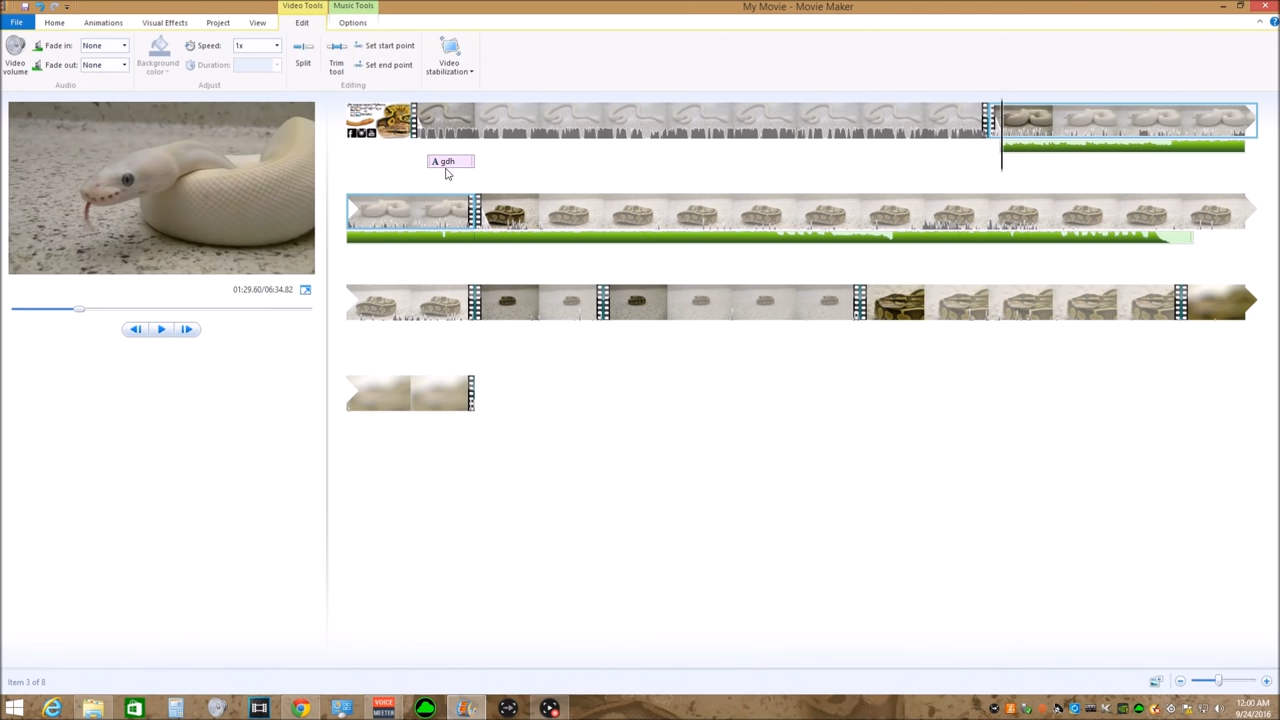 Video Tools
Music Tools
My Movie - Movie Maker
File
Home
Animations
Visual Effects
Project
View
Edit
Options
Video volume
Fade in: None
Fade out: None
Audio
Background color
Speed: 1x
Duration:
Adjust
Split
Trim tool
Set start point
Set end point
Editing
Video stabilization
A gdh
01:29.60/06:34.82
Item 3 of 8
VOICE MEETER
12:00 AM
9/24/2016